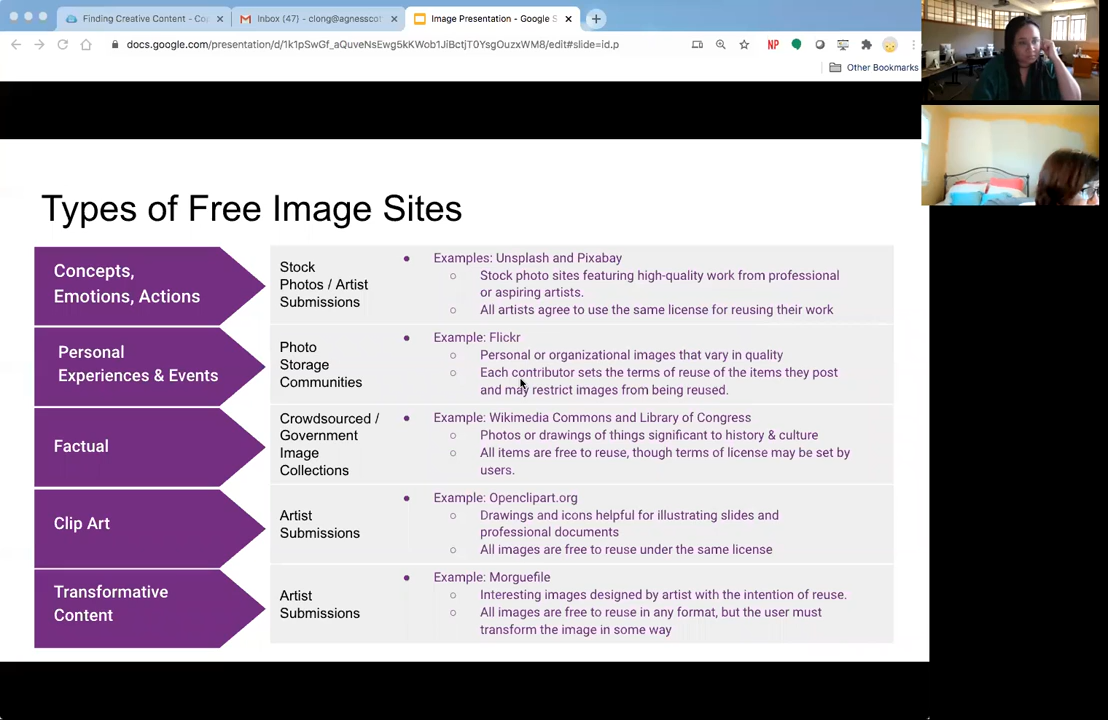 Finding Creative Content - Co
Inbox (47) - clong@agnesscot
Image Presentation - Google S
docs.google.com/presentation/d/1k1pSwGf_aQuveNsEwg5kKWob1JiBctjT0YsgOuzxWM8/edit#slide=id.p
NP
Other Bookmarks
Types of Free Image Sites
Concepts,
Emotions, Actions
Stock
Photos / Artist
Submissions
● Examples: Unsplash and Pixabay
○ Stock photo sites featuring high-quality work from professional
or aspiring artists.
○ All artists agree to use the same license for reusing their work
Personal
Experiences & Events
Photo
Storage
Communities
● Example: Flickr
○ Personal or organizational images that vary in quality
○ Each contributor sets the terms of reuse of the items they post
and may restrict images from being reused.
Factual
Crowdsourced /
Government
Image
Collections
● Example: Wikimedia Commons and Library of Congress
○ Photos or drawings of things significant to history & culture
○ All items are free to reuse, though terms of license may be set by
users.
Clip Art
Artist
Submissions
● Example: Openclipart.org
○ Drawings and icons helpful for illustrating slides and
professional documents
○ All images are free to reuse under the same license
Transformative
Content
Artist
Submissions
● Example: Morguefile
○ Interesting images designed by artist with the intention of reuse.
○ All images are free to reuse in any format, but the user must
transform the image in some way